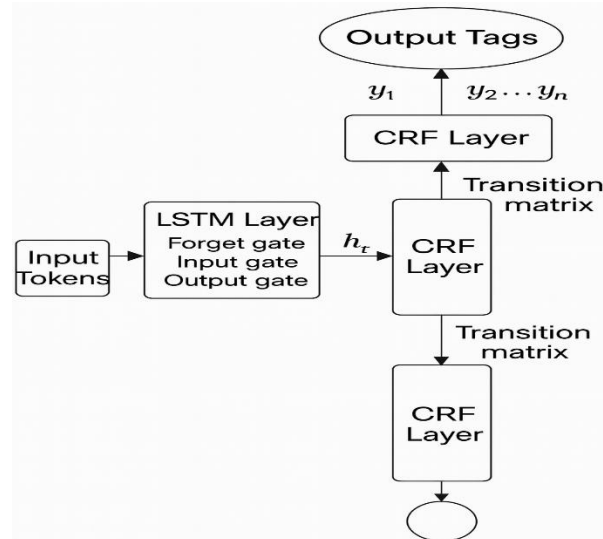 Output Tags
y₁ y₂ … yₙ
CRF Layer
Transition
matrix
LSTM Layer
Forget gate
Input gate
Output gate
Input
Tokens
hₜ
CRF
Layer
Transition
matrix
CRF
Layer